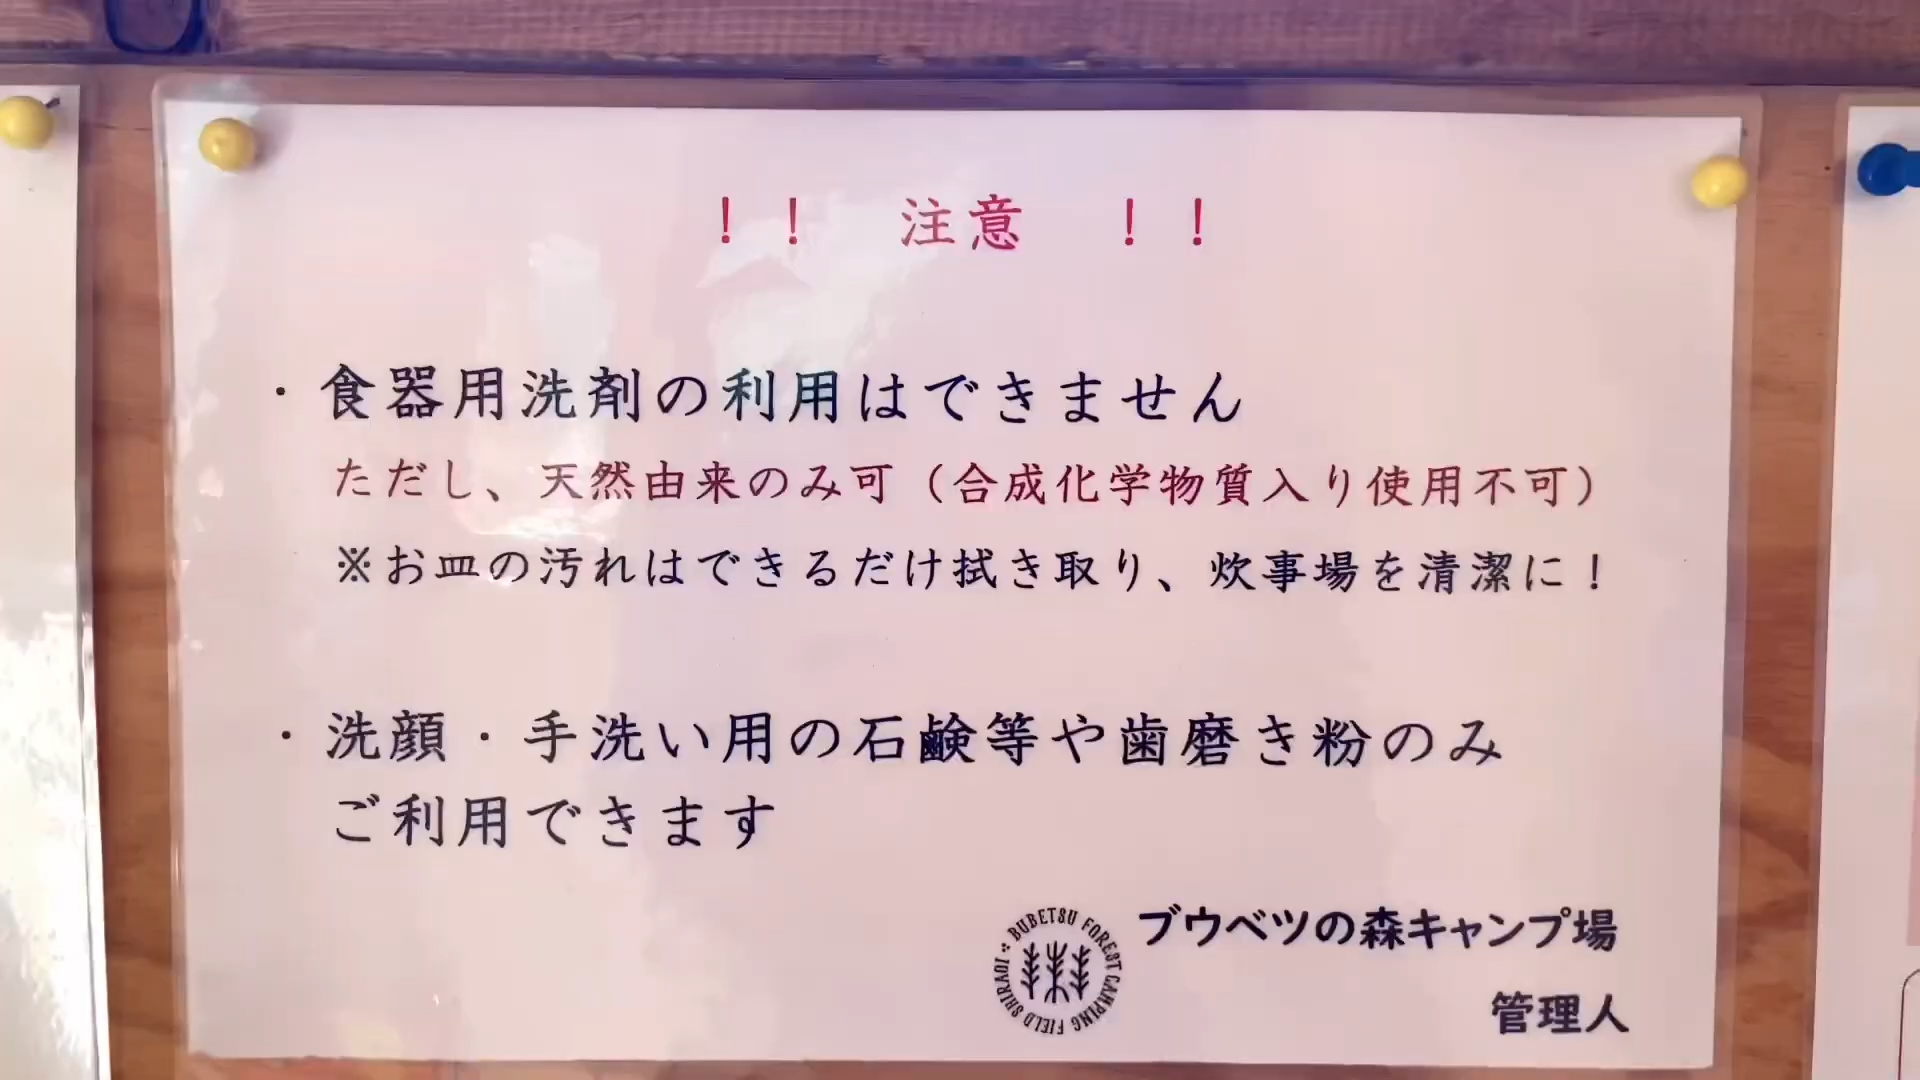 ！！　注意　！！
・食器用洗剤の利用はできません
ただし、天然由来のみ可（合成化学物質入り使用不可）
※お皿の汚れはできるだけ拭き取り、炊事場を清潔に！
・洗顔・手洗い用の石鹸等や歯磨き粉のみ
ご利用できます
BUBETSU FOREST CAMPING FIELD SHIRAOI
ブウベツの森キャンプ場
管理人